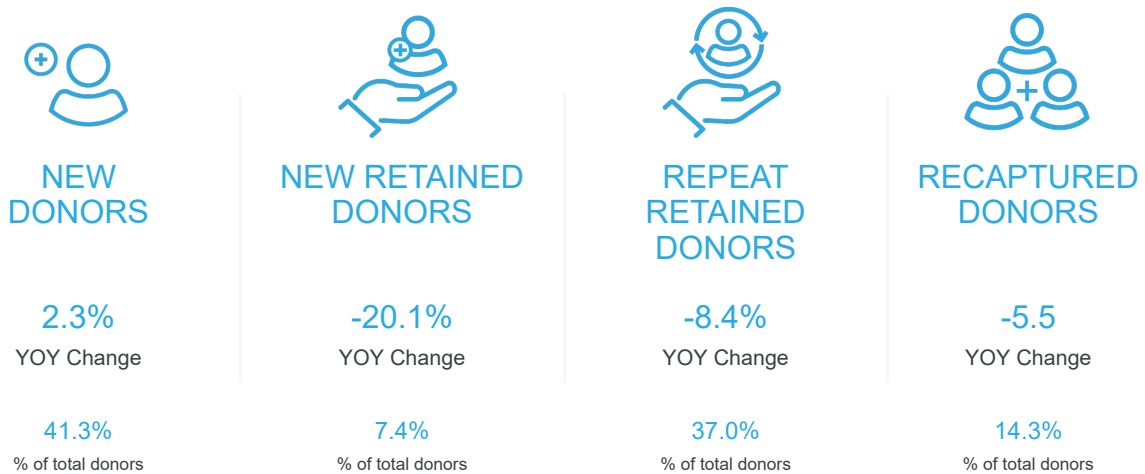 NEW
DONORS
2.3%
YOY Change
41.3%
% of total donors
NEW RETAINED
DONORS
-20.1%
YOY Change
7.4%
% of total donors
REPEAT
RETAINED
DONORS
-8.4%
YOY Change
37.0%
% of total donors
RECAPTURED
DONORS
-5.5
YOY Change
14.3%
% of total donors